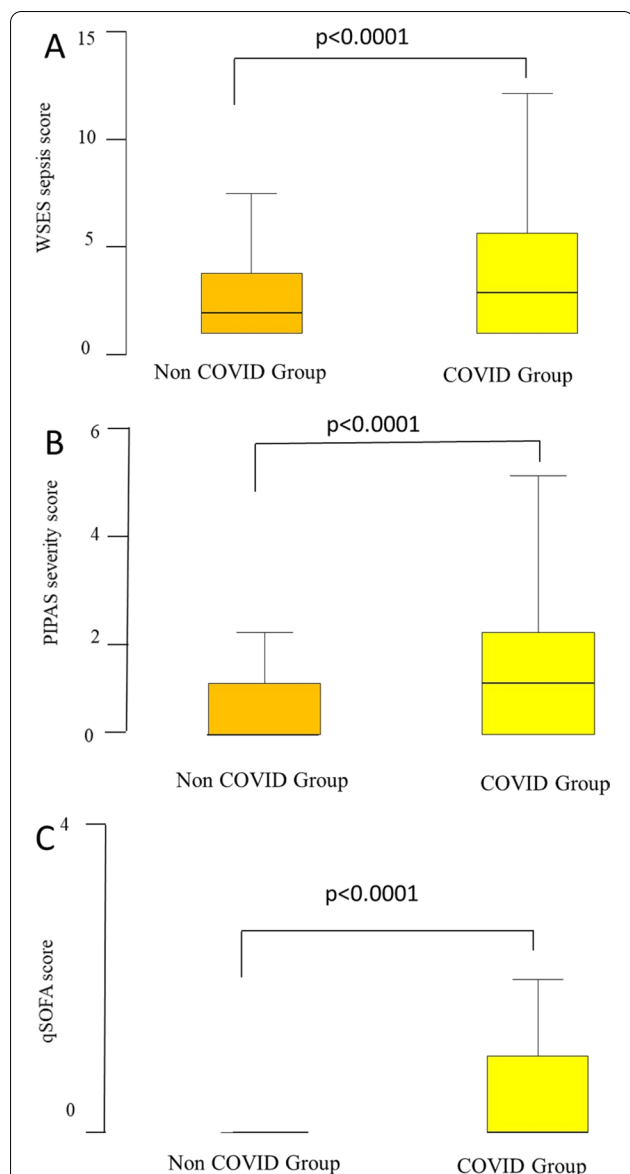 A
15
p<0.0001
10
WSES sepsis score
5
0
Non COVID Group
COVID Group
B
6
p<0.0001
4
PIPAS severity score
2
0
Non COVID Group
COVID Group
C
4
p<0.0001
qSOFA score
0
Non COVID Group
COVID Group